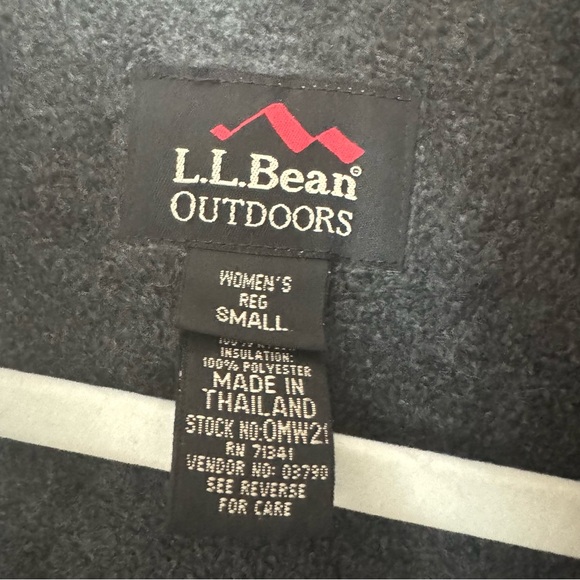 L.L.Bean®
OUTDOORS
WOMEN'S
REG
SMALL
INSULATION:
100% POLYESTER
MADE IN
THAILAND
STOCK NO:0MW21
RN 71341
VENDOR NO: 03790
SEE REVERSE
FOR CARE